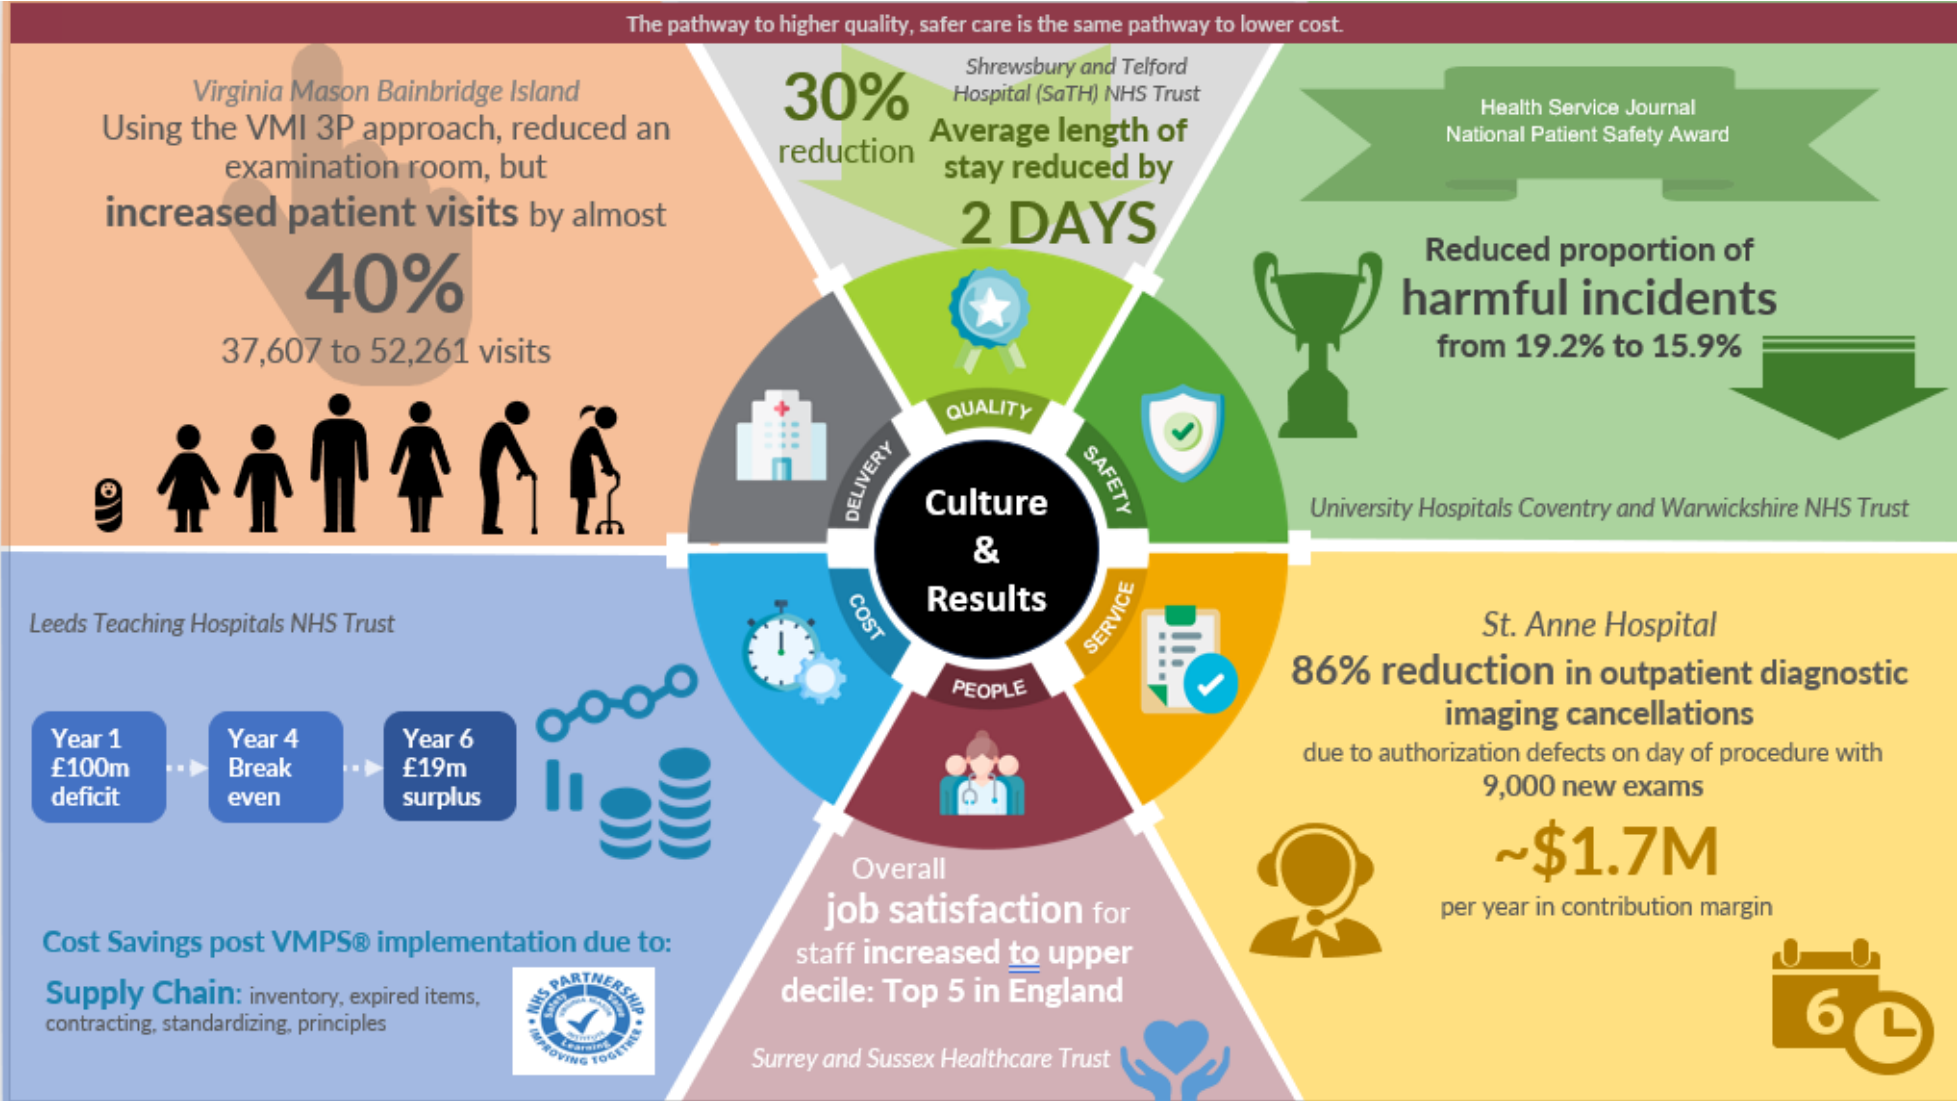 The pathway to higher quality, safer care is the same pathway to lower cost.
Virginia Mason Bainbridge Island
Using the VMI 3P approach, reduced an
examination room, but
increased patient visits by almost
40%
37,607 to 52,261 visits
30%
reduction
Shrewsbury and Telford
Hospital (SaTH) NHS Trust
Average length of
stay reduced by
2 DAYS
Health Service Journal
National Patient Safety Award
Reduced proportion of
harmful incidents
from 19.2% to 15.9%
University Hospitals Coventry and Warwickshire NHS Trust
DELIVERY
QUALITY
SAFETY
Culture
&
Results
COST
PEOPLE
SERVICE
Leeds Teaching Hospitals NHS Trust
Year 1
£100m
deficit
Year 4
Break
even
Year 6
£19m
surplus
Cost Savings post VMPS® implementation due to:
Supply Chain: inventory, expired items,
contracting, standardizing, principles
NHS PARTNERSHIP
Safety
VIRGINIA MASON
Value
INSTITUTE
Learning
IMPROVING TOGETHER
Overall
job satisfaction for
staff increased to upper
decile: Top 5 in England
Surrey and Sussex Healthcare Trust
St. Anne Hospital
86% reduction in outpatient diagnostic
imaging cancellations
due to authorization defects on day of procedure with
9,000 new exams
~$1.7M
per year in contribution margin
6